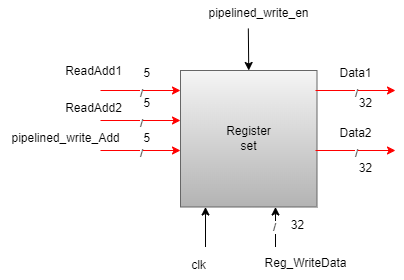 pipelined_write_en
ReadAdd1 5
Data1
/
/
32
ReadAdd2 5
/
Register
set
pipelined_write_Add 5
Data2
/
/
32
/ 32
clk
Reg_WriteData